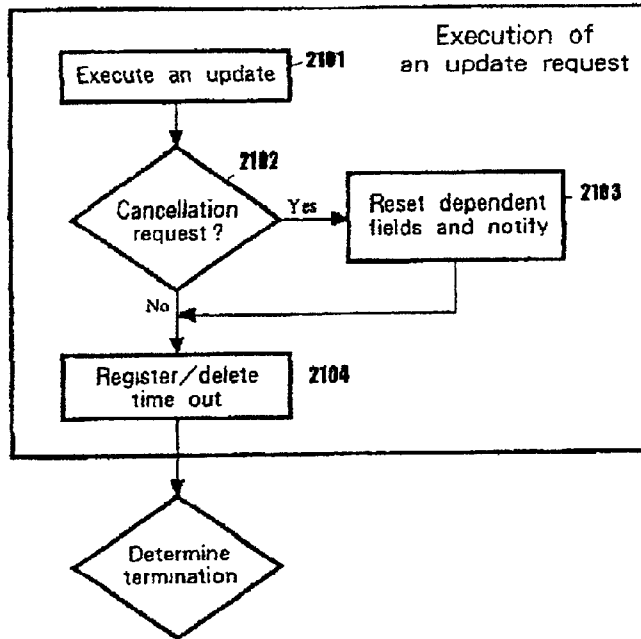 Execution of
an update request
Execute an update
2101
2102
Cancellation
request?
Yes
Reset dependent
fields and notify
2103
No
Register/delete
time out
2104
Determine
termination